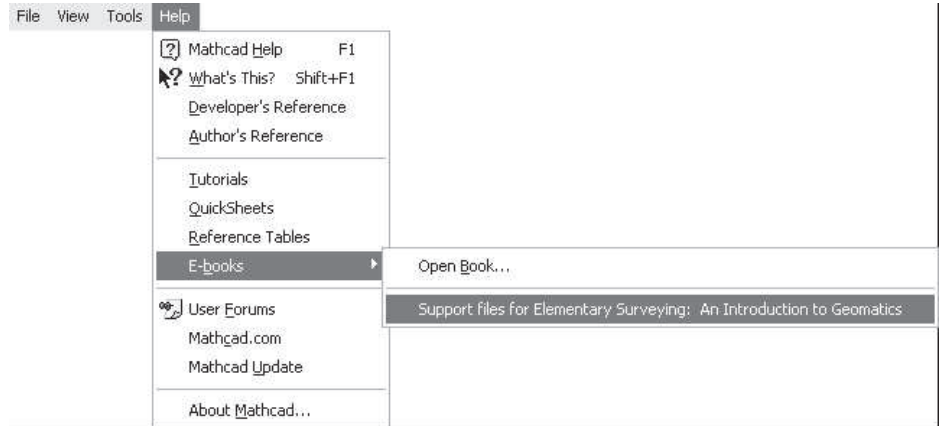 File View Tools Help
Mathcad Help F1
What's This? Shift+F1
Developer's Reference
Author's Reference
Tutorials
QuickSheets
Reference Tables
E-books
Open Book...
Support files for Elementary Surveying: An Introduction to Geomatics
User Forums
Mathcad.com
Mathcad Update
About Mathcad...